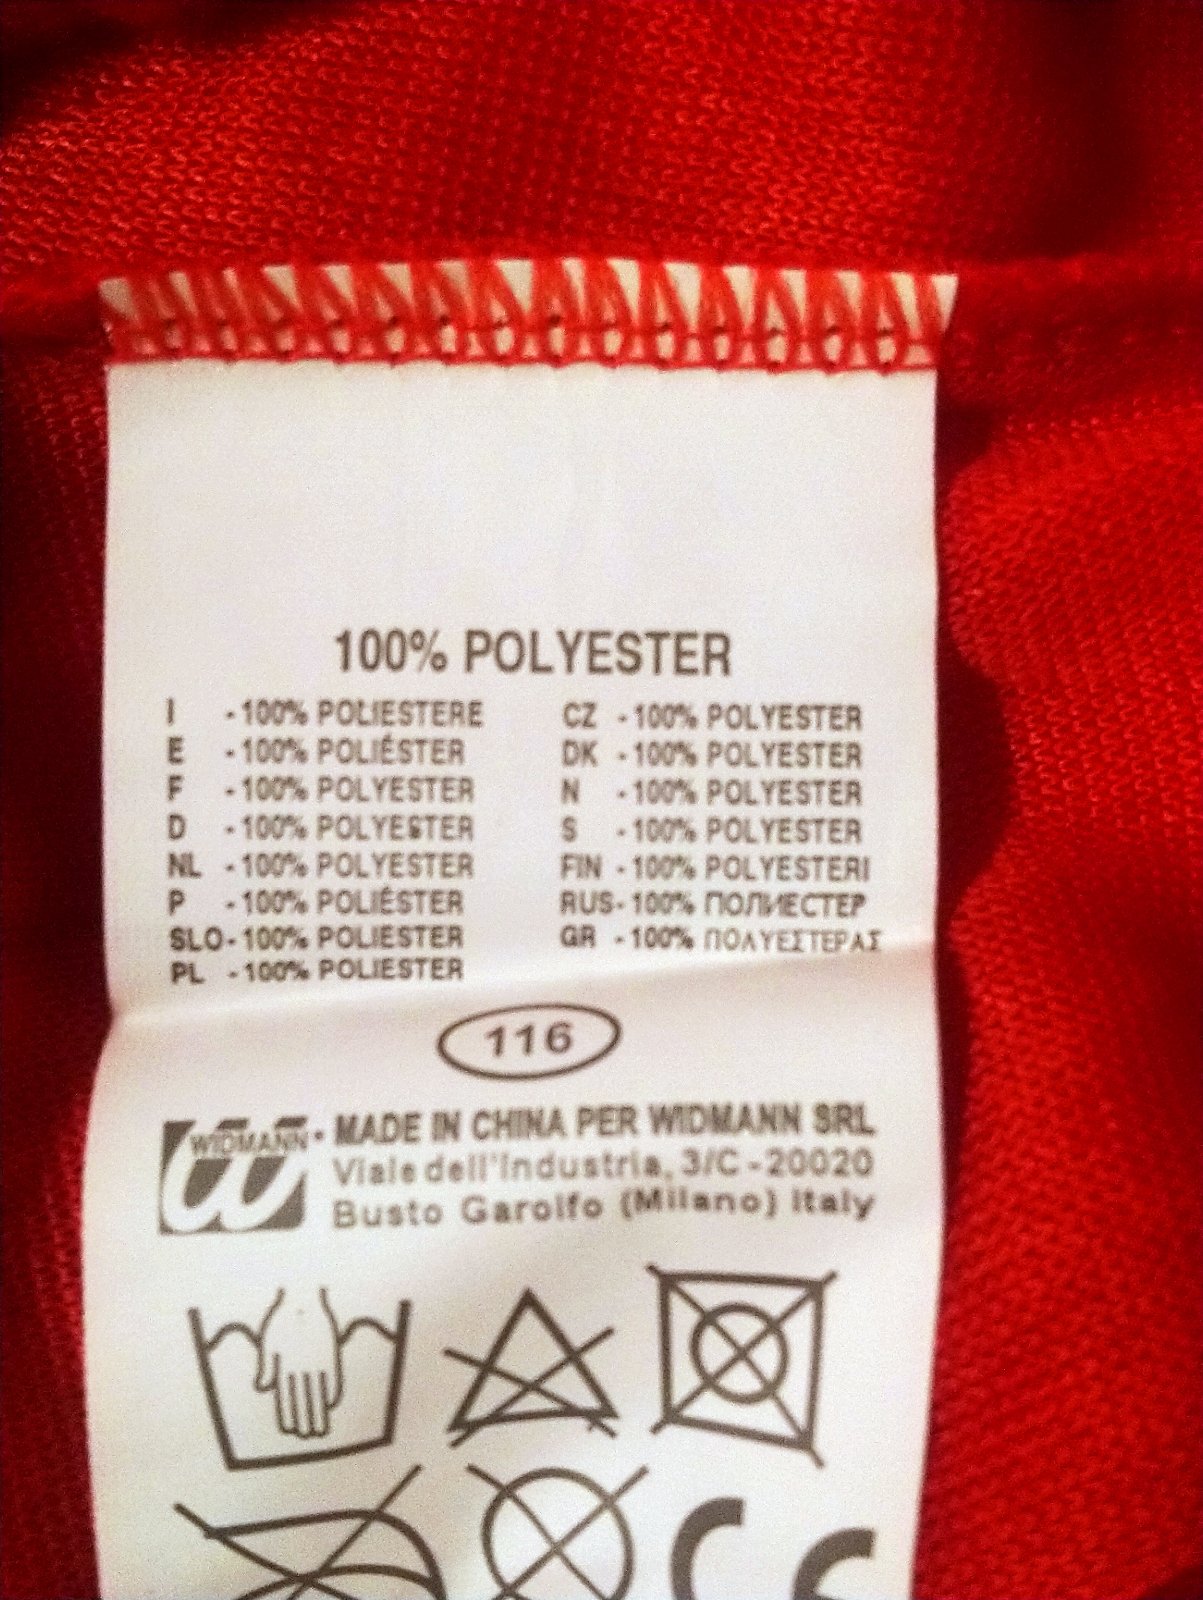 100% POLYESTER
I - 100% POLIESTERE
E - 100% POLIÉSTER
F - 100% POLYESTER
D - 100% POLYESTER
NL - 100% POLYESTER
P - 100% POLIÉSTER
SLO - 100% POLIESTER
PL - 100% POLIESTER
CZ - 100% POLYESTER
DK - 100% POLYESTER
N - 100% POLYESTER
S - 100% POLYESTER
FIN - 100% POLYESTERI
RUS - 100% ПОЛИЕСТЕР
GR - 100% ΠΟΛΥΕΣΤΕΡΑΣ
116
WIDMANN
MADE IN CHINA PER WIDMANN SRL
Viale dell'Industria, 3/C - 20020
Busto Garolfo (Milano) Italy
CE